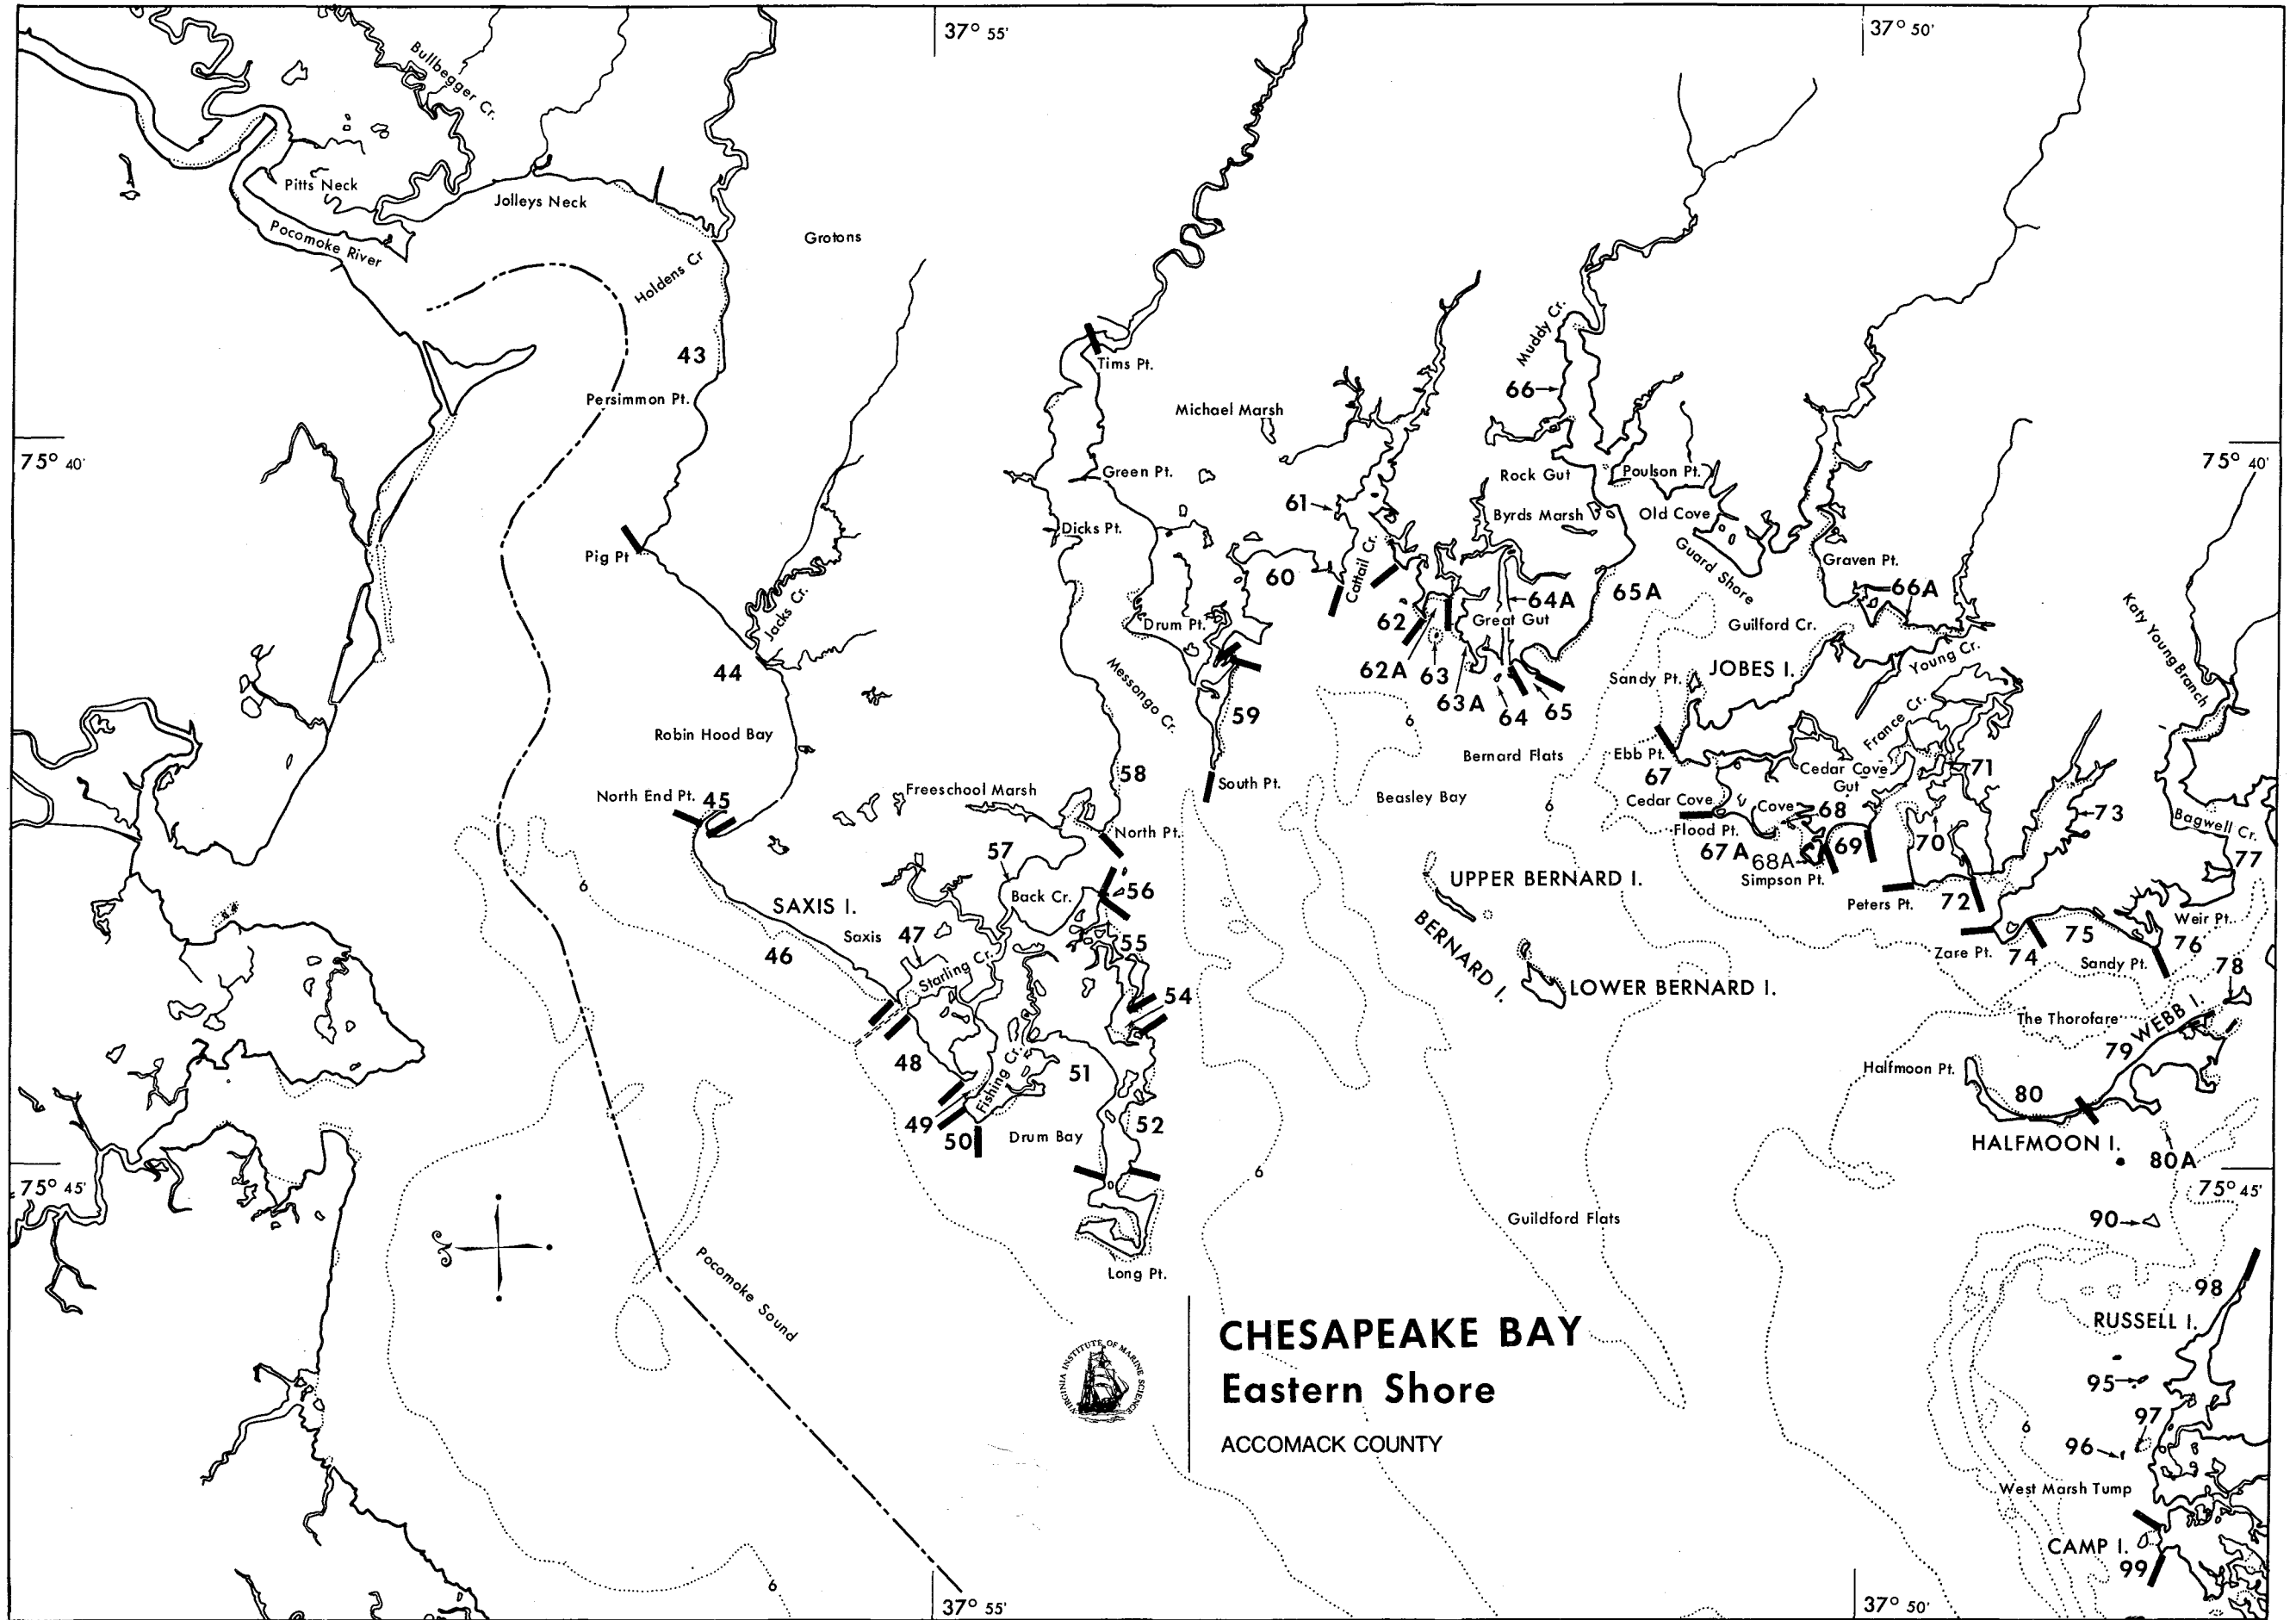 37° 55'
37° 50'
Bullbegger Cr.
Pitts Neck
Jolleys Neck
Pocomoke River
Holdens Cr
Grotons
43
Persimmon Pt.
75° 40'
75° 40'
Pig Pt
Jacks Cr.
44
Robin Hood Bay
North End Pt.
45
SAXIS I.
Saxis
46
47
Starling Cr.
48
49
50
Fishing Cr.
Drum Bay
51
52
54
55
56
57
Back Cr.
Freeschool Marsh
North Pt.
58
Messongo Cr.
Tims Pt.
Green Pt.
Dicks Pt.
Drum Pt.
59
South Pt.
Michael Marsh
60
61
Cattail Cr.
62
62A
63
63A
64
64A
65
65A
Great Gut
Byrds Marsh
Rock Gut
Muddy Cr.
66
Poulson Pt.
Old Cove
Guard Shore
Graven Pt.
66A
Guilford Cr.
JOBES I.
Young Cr.
Sandy Pt.
France Cr.
Ebb Pt.
67
Cedar Cove
Gut
Cedar Cove
Cove
68
Flood Pt.
67A
68A
Simpson Pt.
69
70
71
72
73
Peters Pt.
Katy Young Branch
Bagwell Cr.
77
Weir Pt.
76
75
74
Zare Pt.
Sandy Pt.
78
The Thorofare
WEBB I.
79
Halfmoon Pt.
80
HALFMOON I.
80A
75° 45'
75° 45'
90
98
RUSSELL I.
95
97
96
West Marsh Tump
CAMP I.
99
Bernard Flats
Beasley Bay
UPPER BERNARD I.
BERNARD I.
LOWER BERNARD I.
Guildford Flats
Long Pt.
Pocomoke Sound
6
6
6
6
6
6
VIRGINIA INSTITUTE OF MARINE SCIENCE
CHESAPEAKE BAY
Eastern Shore
ACCOMACK COUNTY
37° 55'
37° 50'